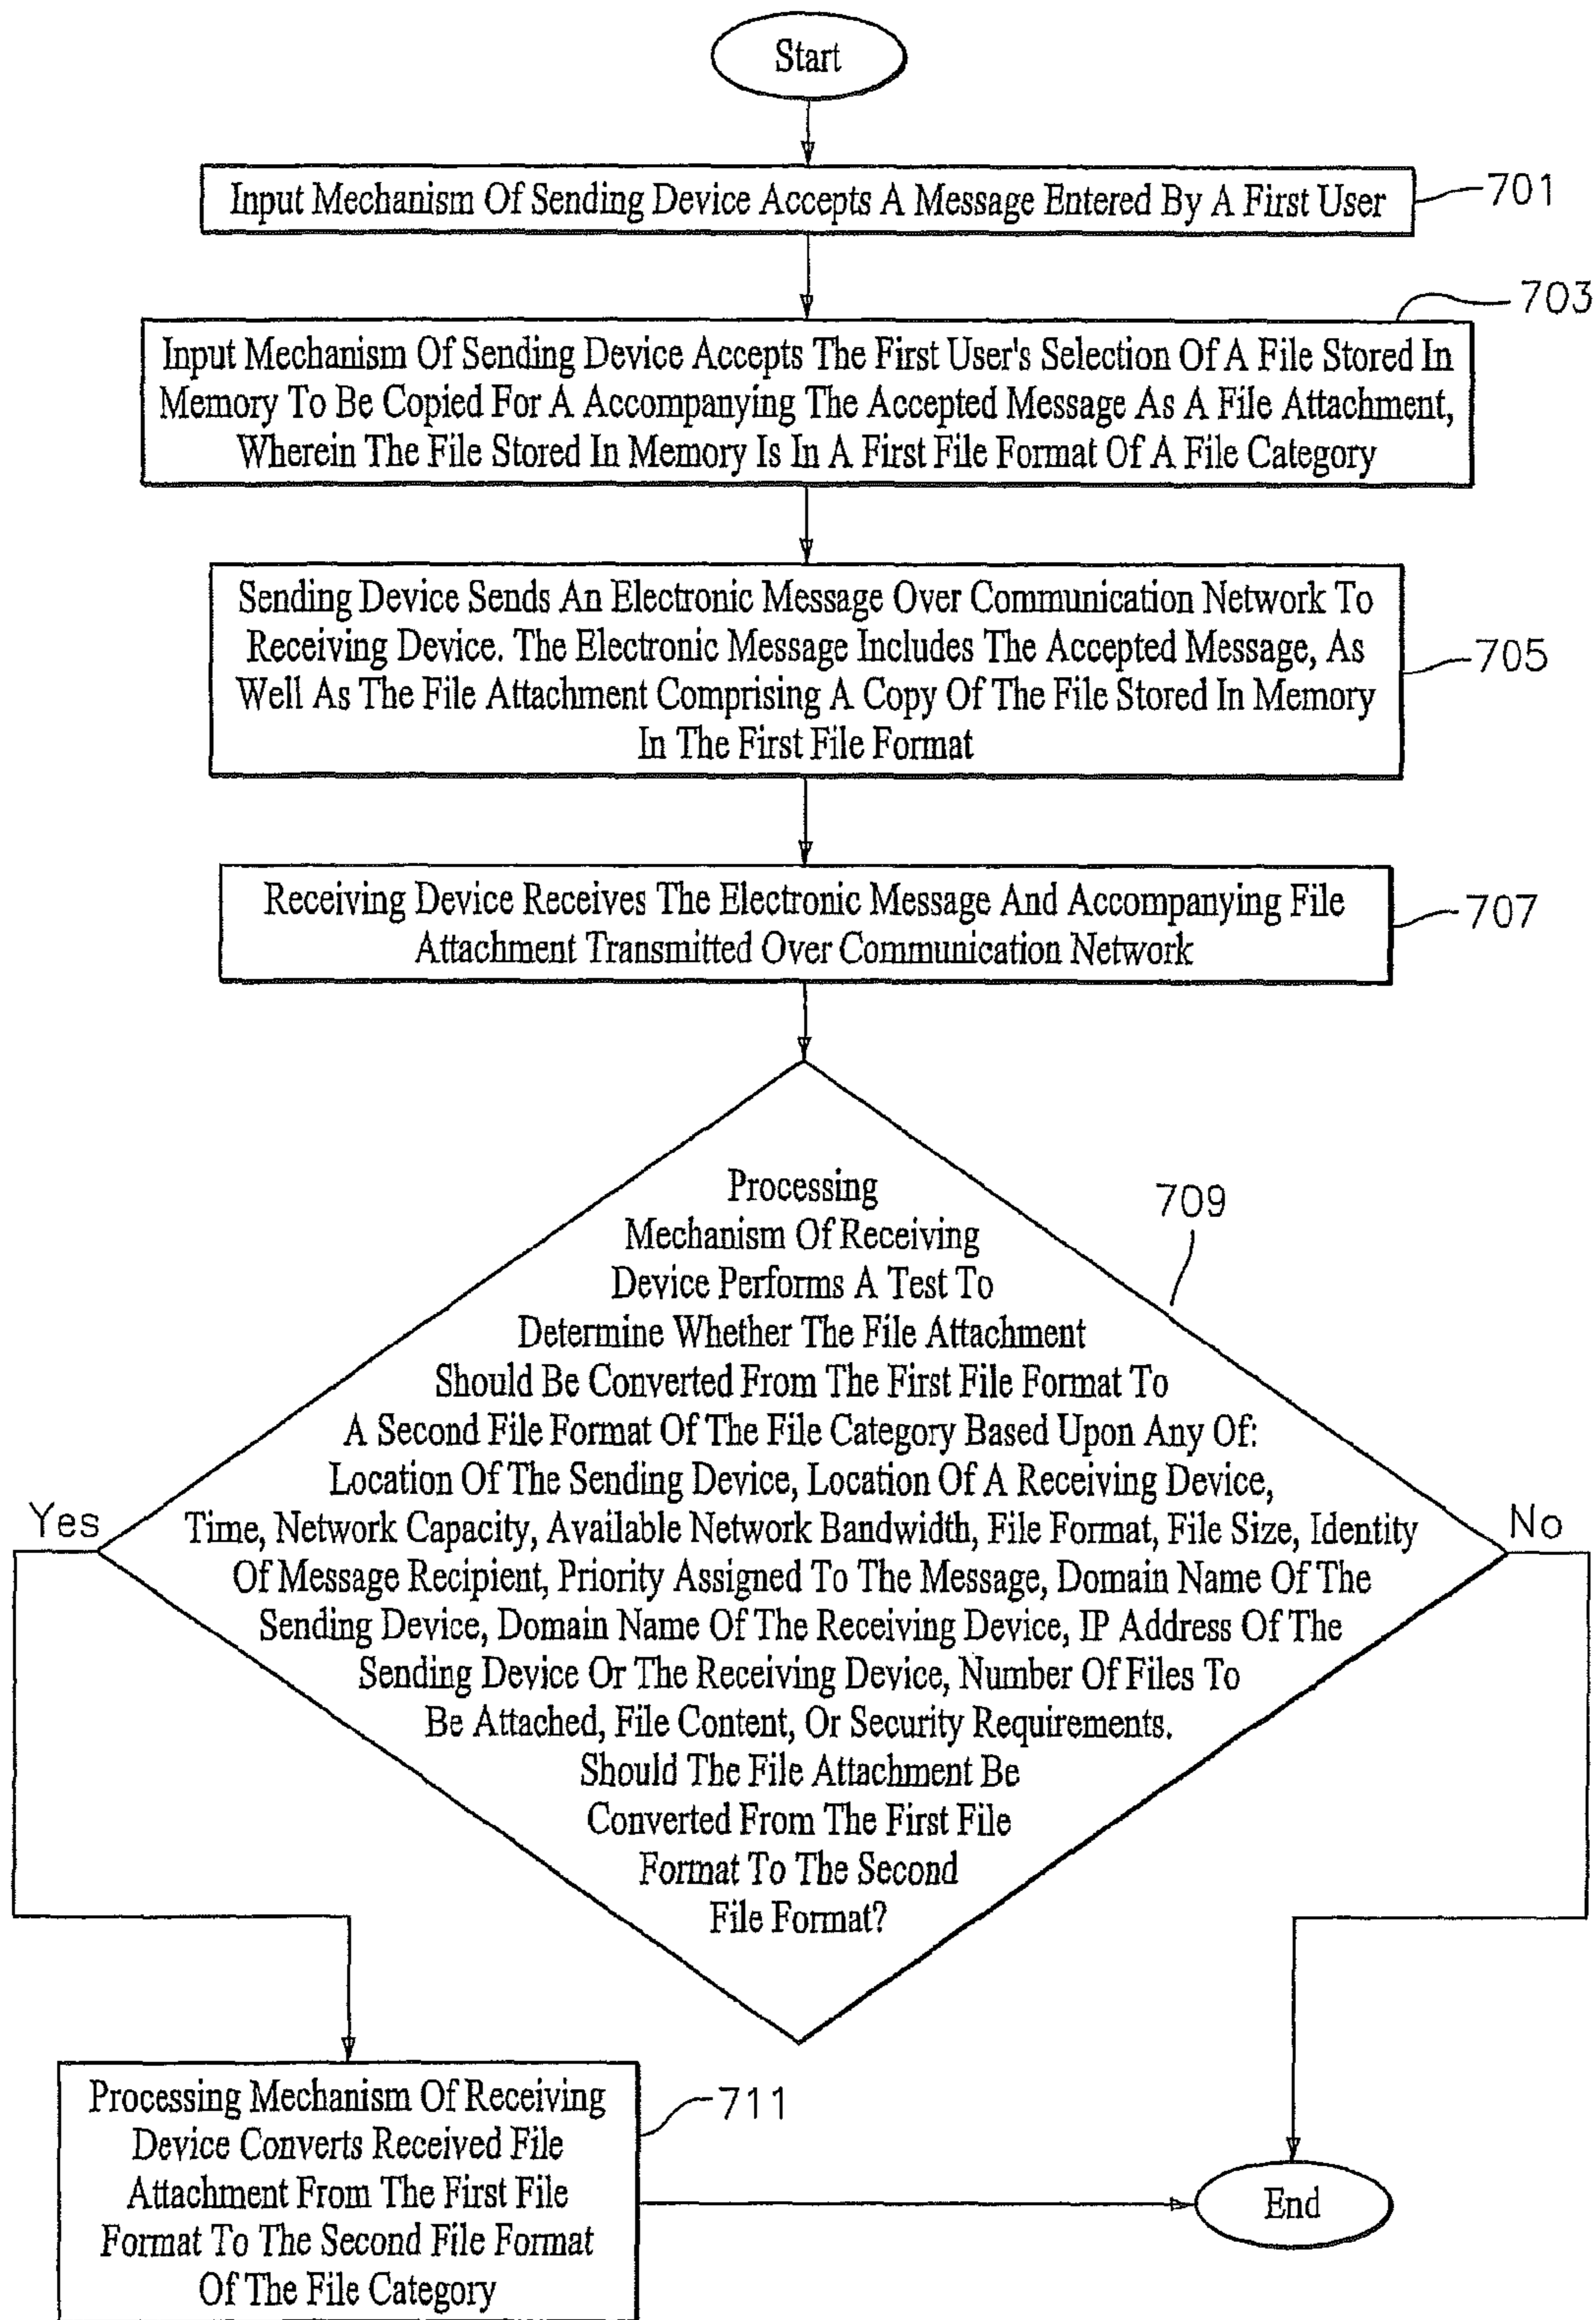 Start
Input Mechanism Of Sending Device Accepts A Message Entered By A First User
701
703
Input Mechanism Of Sending Device Accepts The First User's Selection Of A File Stored In
Memory To Be Copied For A Accompanying The Accepted Message As A File Attachment,
Wherein The File Stored In Memory Is In A First File Format Of A File Category
Sending Device Sends An Electronic Message Over Communication Network To
Receiving Device. The Electronic Message Includes The Accepted Message, As
Well As The File Attachment Comprising A Copy Of The File Stored In Memory
In The First File Format
705
Receiving Device Receives The Electronic Message And Accompanying File
Attachment Transmitted Over Communication Network
707
Processing
Mechanism Of Receiving
Device Performs A Test To
Determine Whether The File Attachment
Should Be Converted From The First File Format To
A Second File Format Of The File Category Based Upon Any Of:
Location Of The Sending Device, Location Of A Receiving Device,
Time, Network Capacity, Available Network Bandwidth, File Format, File Size, Identity
Of Message Recipient, Priority Assigned To The Message, Domain Name Of The
Sending Device, Domain Name Of The Receiving Device, IP Address Of The
Sending Device Or The Receiving Device, Number Of Files To
Be Attached, File Content, Or Security Requirements.
Should The File Attachment Be
Converted From The First File
Format To The Second
File Format?
709
Yes
No
Processing Mechanism Of Receiving
Device Converts Received File
Attachment From The First File
Format To The Second File Format
Of The File Category
711
End